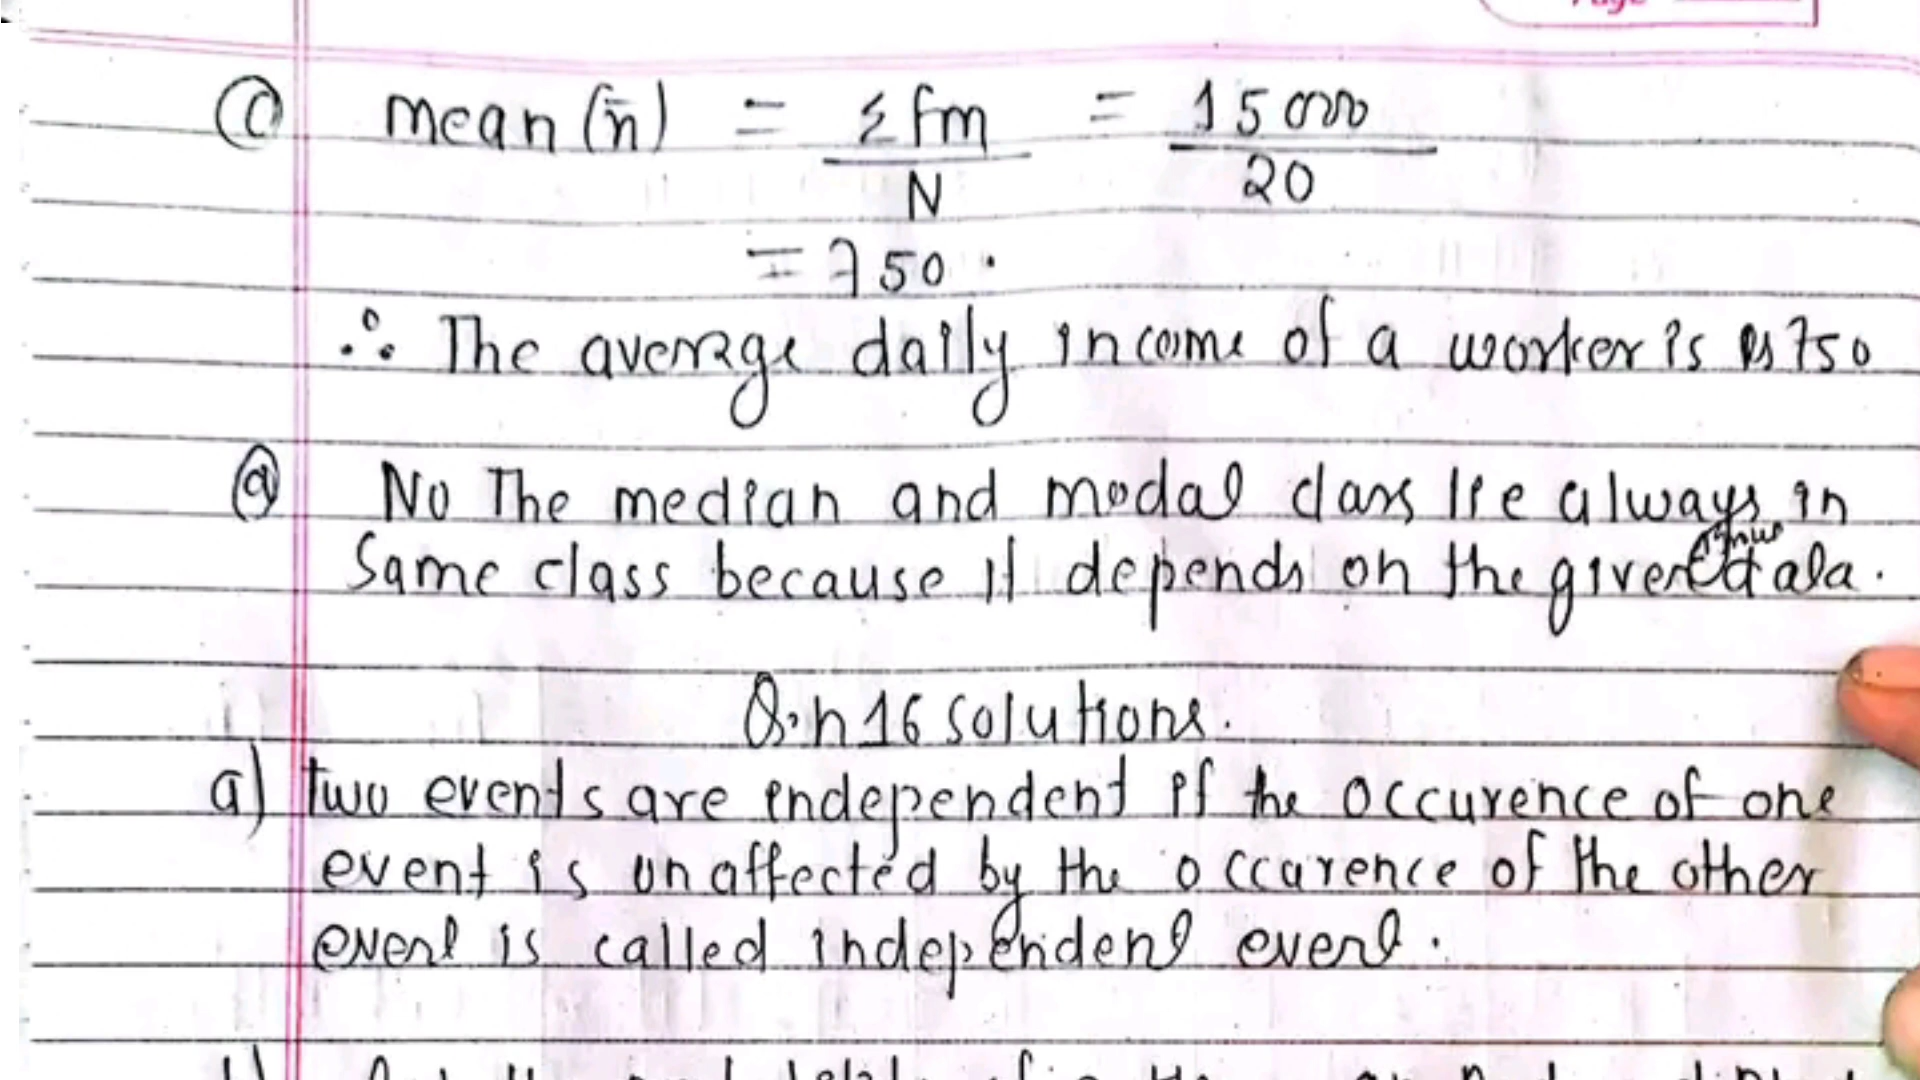 Page
(c) mean (x̄) = Σfm / N = 15000 / 20
= 750.
∴ The average daily income of a worker is Rs 750
(d) No The median and modal class lie always in
Same class because it depends on the given data.
Q.n 16 solutions.
a) Two events are independent if the occurence of one
event is unaffected by the occurence of the other
event is called independent event.